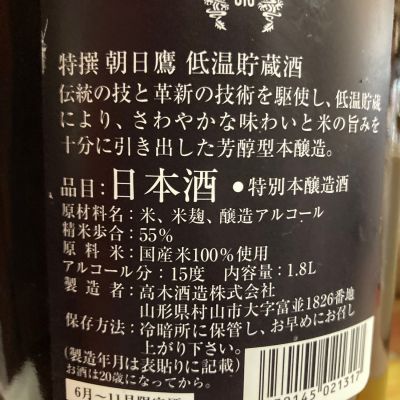 特撰 朝日鷹 低温貯蔵酒
伝統の技と革新の技術を駆使し、低温貯蔵
により、さわやかな味わいと米の旨みを
十分に引き出した芳醇型本醸造。
品目：日本酒・特別本醸造酒
原材料名：米、米麹、醸造アルコール
精米歩合：55%
原料米：国産米100%使用
アルコール分：15度 内容量：1.8L
製造者：高木酒造株式会社
山形県村山市大字富並1826番地
保存方法：冷暗所に保管し、お早めにお召し
上がり下さい。
(製造年月は表貼りに記載)
お酒は20歳になってから。
6月〜11月限定
70145021317